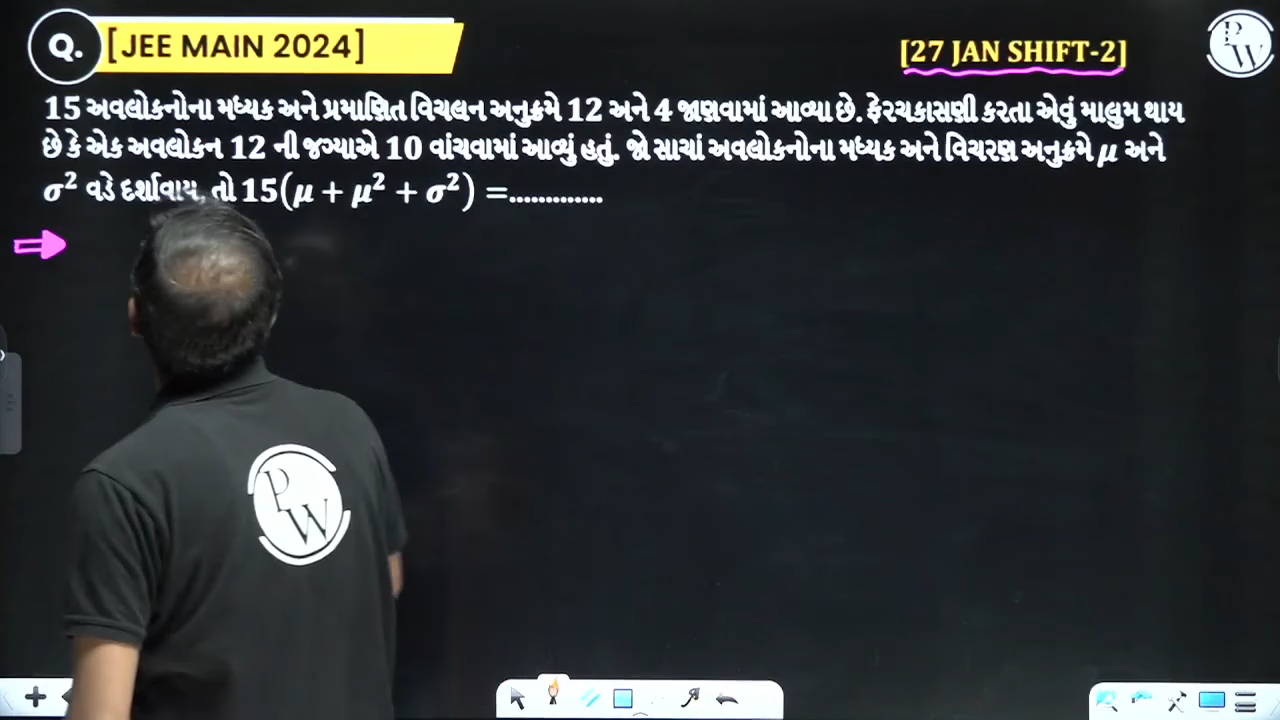 Q. [JEE MAIN 2024]
[27 JAN SHIFT-2]
PW
15 અવલોકનોના મધ્યક અને પ્રમાણિત વિચલન અનુક્રમે 12 અને 4 જાણવામાં આવ્યા છે. ફેરચકાસણી કરતા એવું માલુમ થાય
છે કે એક અવલોકન 12 ની જગ્યાએ 10 વાંચવામાં આવ્યું હતું. જો સાચાં અવલોકનોના મધ્યક અને વિચરણ અનુક્રમે μ અને
σ² વડે દર્શાવાય, તો 15(μ + μ² + σ²) =.............
PW